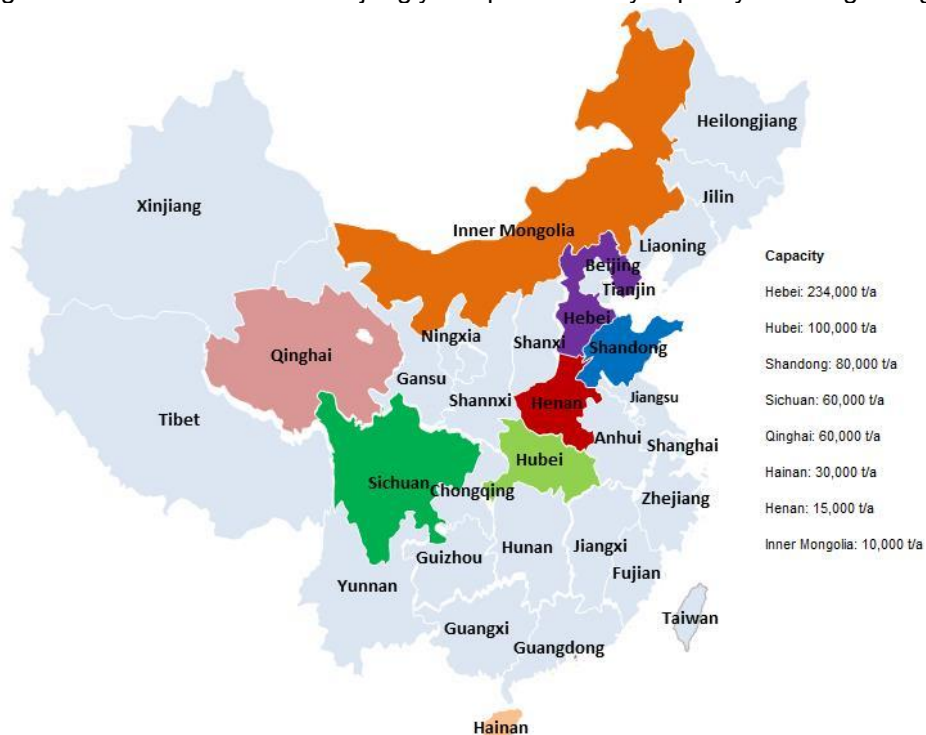 Heilongjiang
Jilin
Xinjiang
Inner Mongolia
Liaoning
Beijing
Tianjin
Hebei
Ningxia
Shanxi
Shandong
Qinghai
Gansu
Shannxi
Jiangsu
Henan
Tibet
Anhui
Shanghai
Hubei
Sichuan
Chongqing
Zhejiang
Hunan
Jiangxi
Guizhou
Fujian
Yunnan
Taiwan
Guangxi
Guangdong
Hainan
Capacity
Hebei: 234,000 t/a
Hubei: 100,000 t/a
Shandong: 80,000 t/a
Sichuan: 60,000 t/a
Qinghai: 60,000 t/a
Hainan: 30,000 t/a
Henan: 15,000 t/a
Inner Mongolia: 10,000 t/a